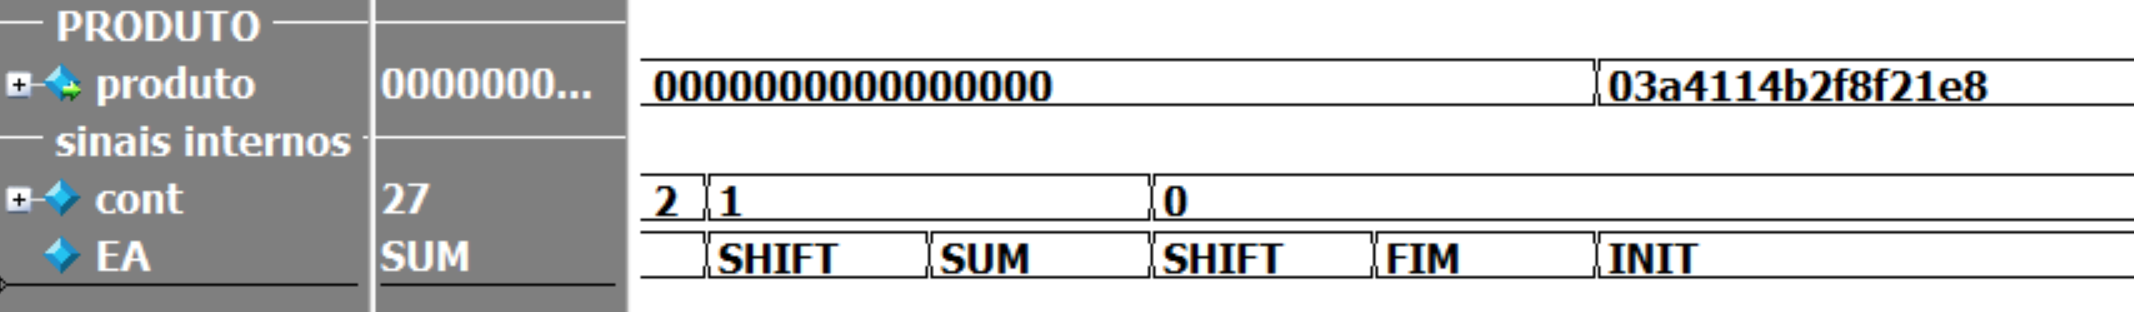 PRODUTO
produto 0000000... 0000000000000000 03a4114b2f8f21e8
sinais internos
cont 27 2 1 0
EA SUM SHIFT SUM SHIFT FIM INIT